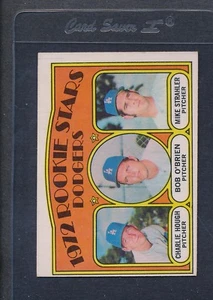 Card Saver I
1972 ROOKIE STARS
DODGERS
MIKE STRAHLER
PITCHER
BOB O'BRIEN
PITCHER
CHARLIE HOUGH
PITCHER